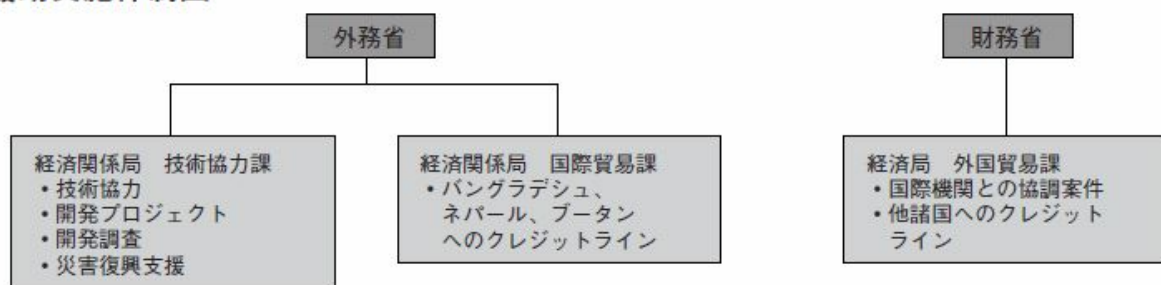 外務省
財務省
経済関係局　技術協力課
・技術協力
・開発プロジェクト
・開発調査
・災害復興支援
経済関係局　国際貿易課
・バングラデシュ、
ネパール、ブータン
へのクレジットライン
経済局　外国貿易課
・国際機関との協調案件
・他諸国へのクレジット
ライン